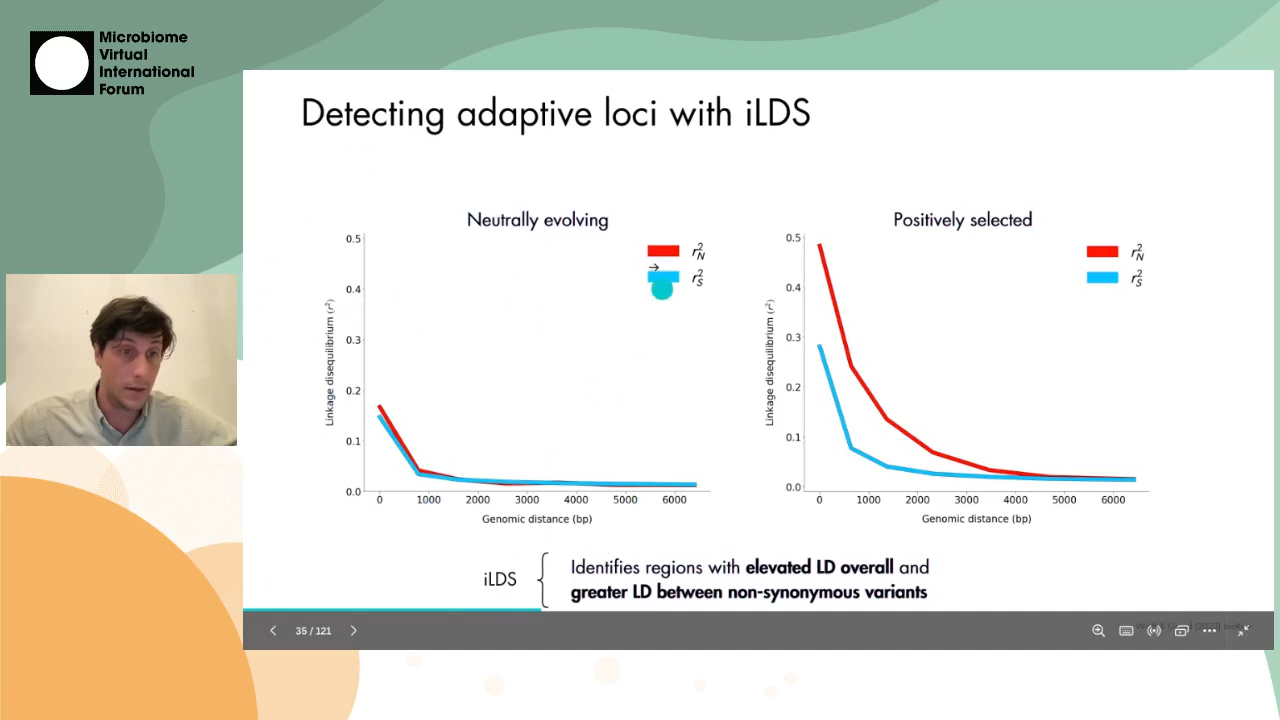 Microbiome
Virtual
International
Forum
Detecting adaptive loci with iLDS
Neutrally evolving
0.5
0.4
0.3
0.2
0.1
0.0
Linkage disequilibrium (r²)
0 1000 2000 3000 4000 5000 6000
Genomic distance (bp)
r²N
→
r²S
Positively selected
0.5
0.4
0.3
0.2
0.1
0.0
Linkage disequilibrium (r²)
0 1000 2000 3000 4000 5000 6000
Genomic distance (bp)
r²N
r²S
iLDS
Identifies regions with elevated LD overall and
greater LD between non-synonymous variants
35 / 121